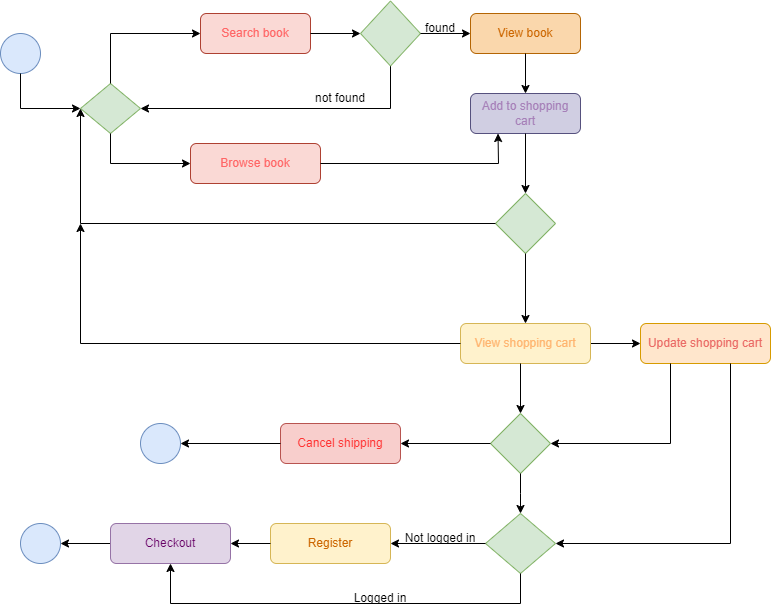 Search book
found
View book
not found
Add to shopping
cart
Browse book
View shopping cart
Update shopping cart
Cancel shipping
Checkout
Register
Not logged in
Logged in